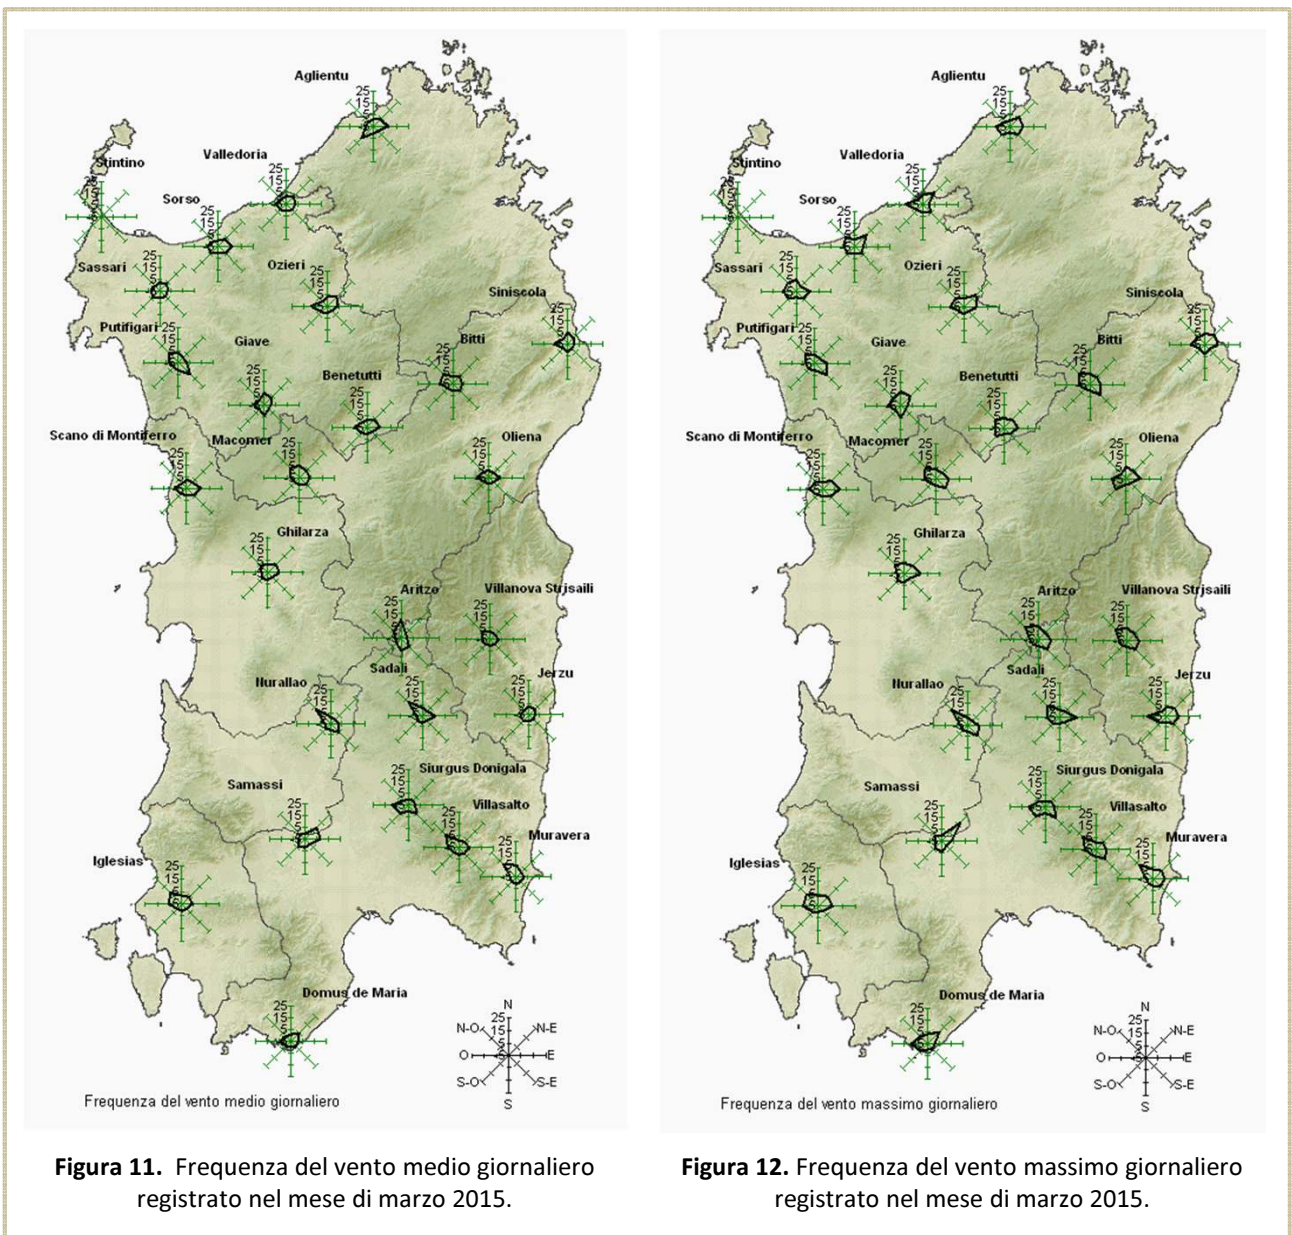 Aglientu
Stintino
Valledoria
Sorso
Sassari
Ozieri
Siniscola
Putifigari
Giave
Bitti
Benetutti
Scano di Montiferro
Macomer
Oliena
Ghilarza
Aritzo
Villanova Strisaili
Sadali
Jerzu
Nurallao
Siurgus Donigala
Samassi
Villasalto
Muravera
Iglesias
Domus de Maria
N
25
15
5
N-O
N-E
O
E
S-O
S-E
S
Frequenza del vento medio giornaliero
Figura 11. Frequenza del vento medio giornaliero
registrato nel mese di marzo 2015.
Aglientu
Stintino
Valledoria
Sorso
Sassari
Ozieri
Siniscola
Putifigari
Giave
Bitti
Benetutti
Scano di Montiferro
Macomer
Oliena
Ghilarza
Aritzo
Villanova Strisaili
Sadali
Jerzu
Nurallao
Siurgus Donigala
Samassi
Villasalto
Muravera
Iglesias
Domus de Maria
N
25
15
5
N-O
N-E
O
E
S-O
S-E
S
Frequenza del vento massimo giornaliero
Figura 12. Frequenza del vento massimo giornaliero
registrato nel mese di marzo 2015.